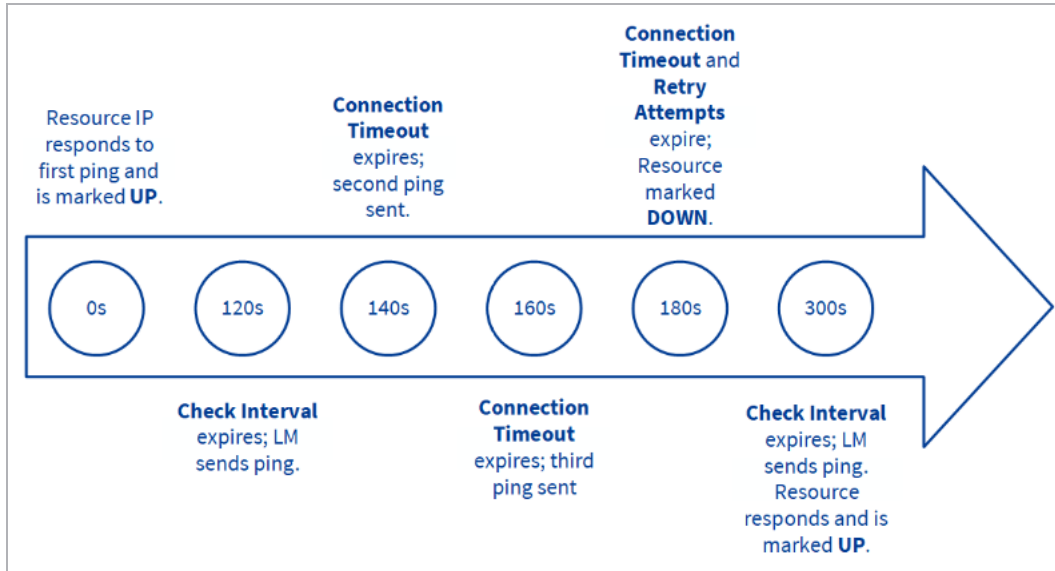 Resource IP
responds to
first ping and
is marked UP.
Connection
Timeout
expires;
second ping
sent.
Connection
Timeout and
Retry
Attempts
expire;
Resource
marked
DOWN.
0s
120s
140s
160s
180s
300s
Check Interval
expires; LM
sends ping.
Connection
Timeout
expires; third
ping sent
Check Interval
expires; LM
sends ping.
Resource
responds and is
marked UP.